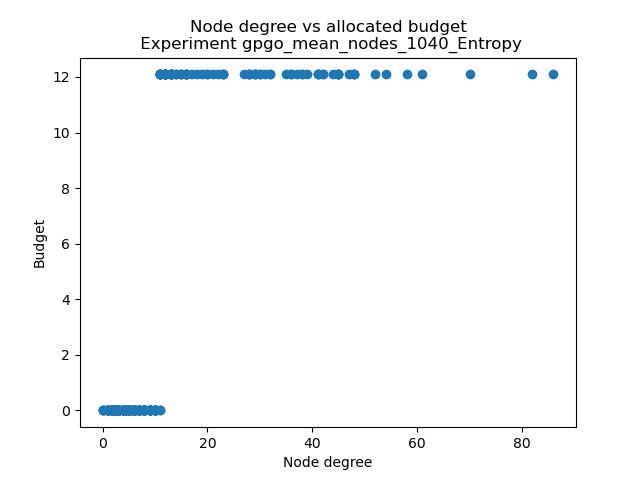 Node degree vs allocated budget
Experiment gpgo_mean_nodes_1040_Entropy
12
10
8
6
4
2
0
Budget
0 20 40 60 80
Node degree